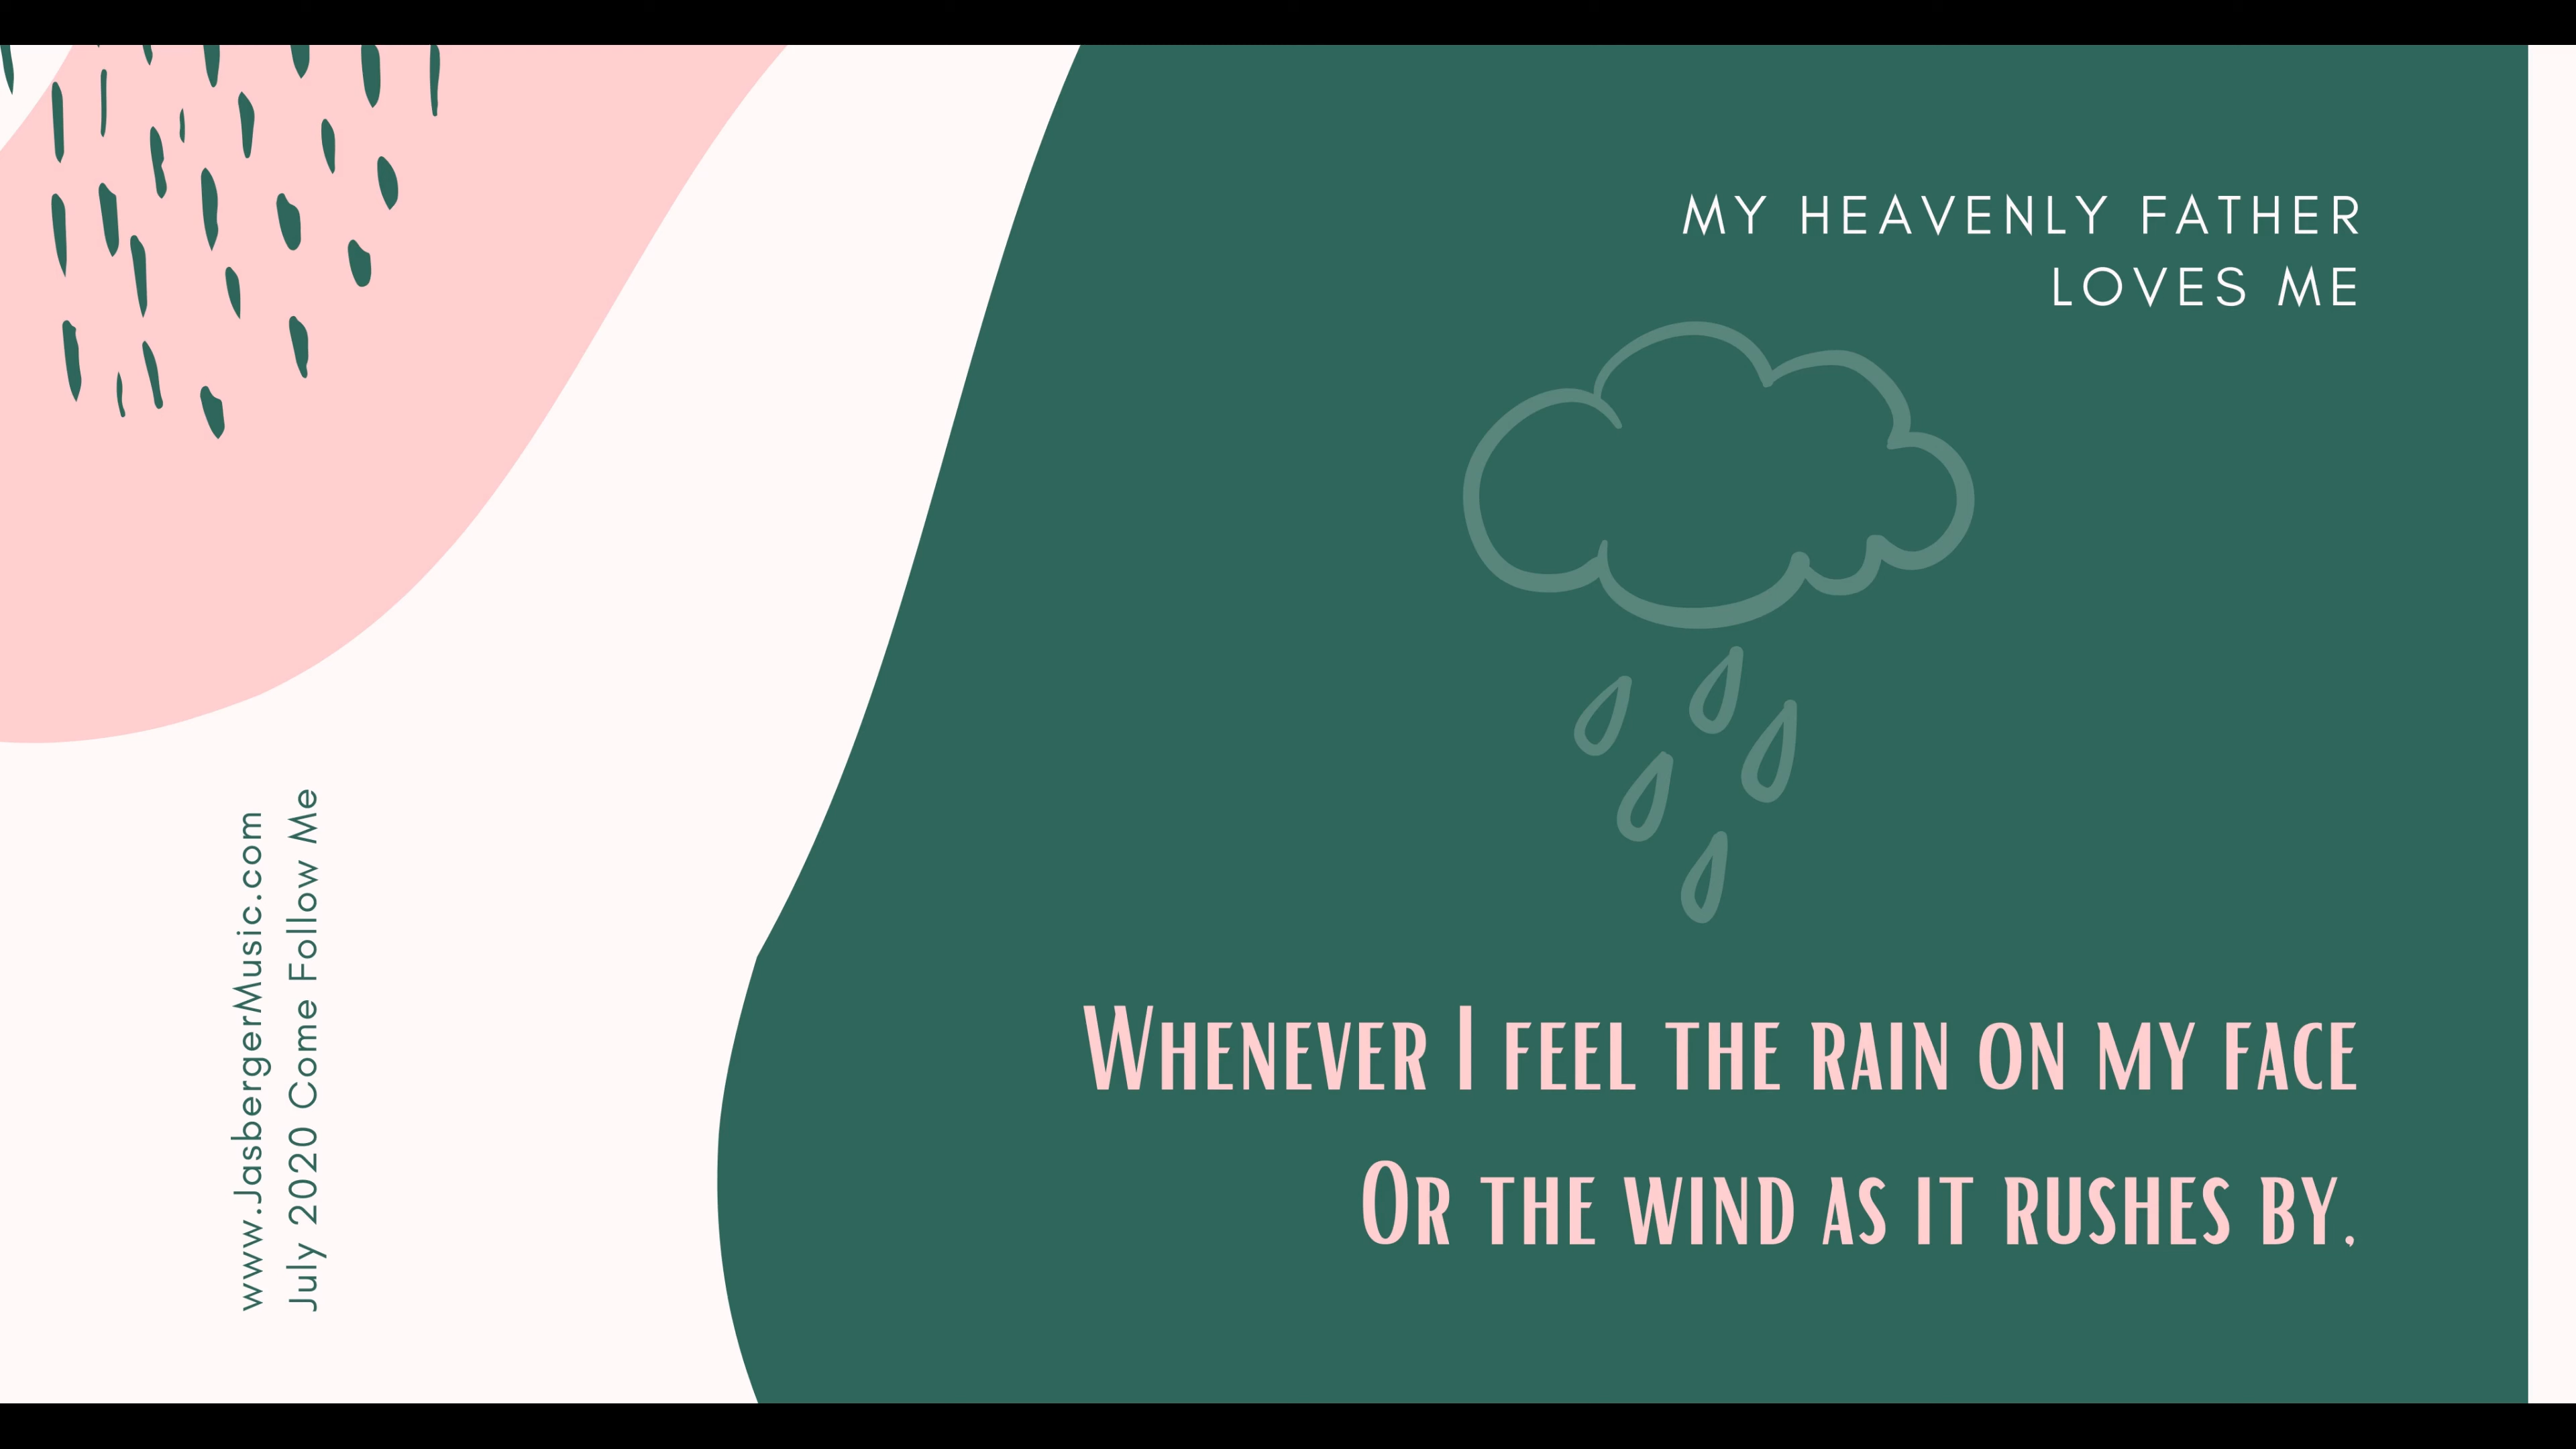 MY HEAVENLY FATHER
LOVES ME
Whenever I feel the rain on my face
Or the wind as it rushes by.
www.JasbergerMusic.com
July 2020 Come Follow Me